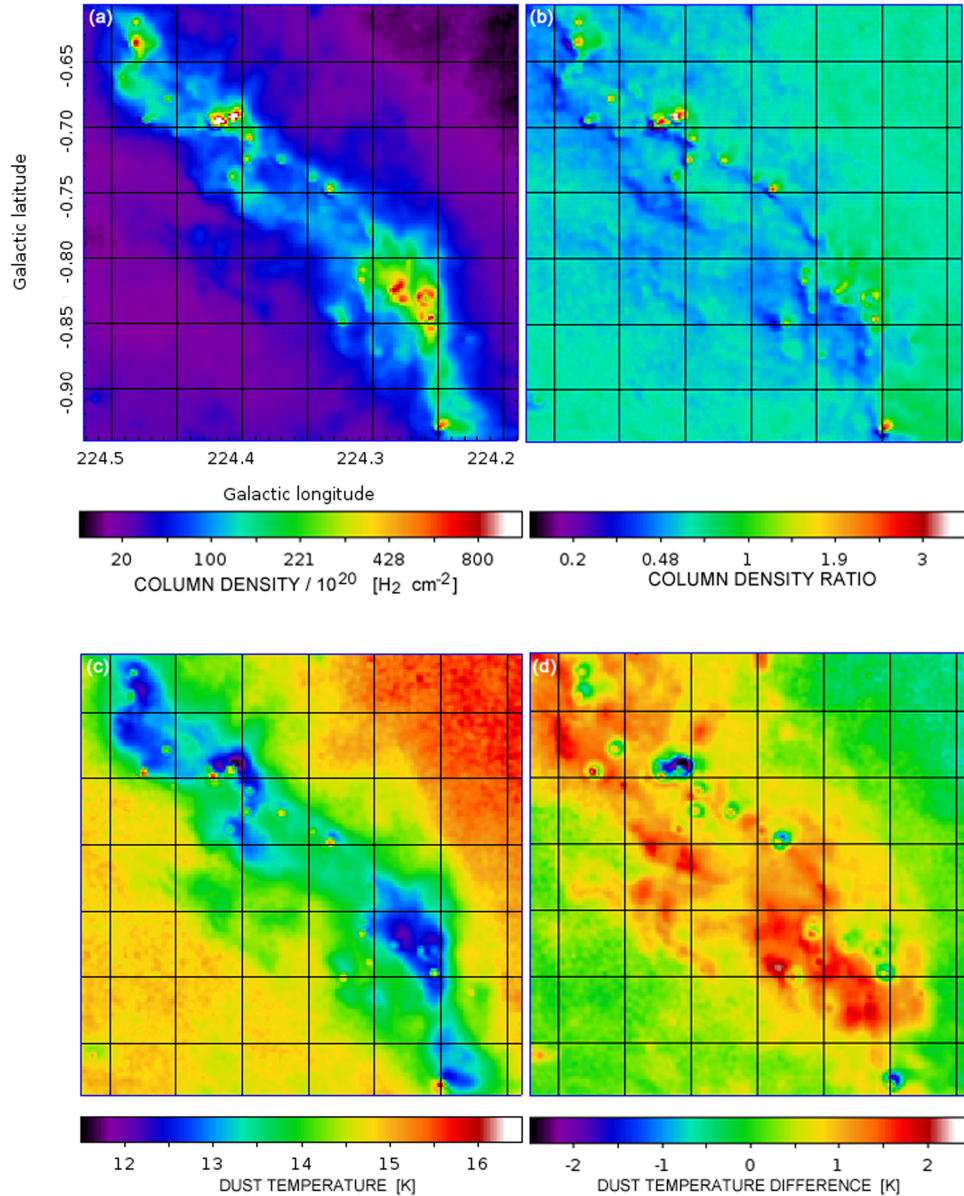 (a)
(b)
-0.65
-0.70
-0.75
-0.80
-0.85
-0.90
Galactic latitude
224.5 224.4 224.3 224.2
Galactic longitude
20 100 221 428 800
COLUMN DENSITY / 10²⁰ [H₂ cm⁻²]
0.2 0.48 1 1.9 3
COLUMN DENSITY RATIO
(c)
(d)
12 13 14 15 16
DUST TEMPERATURE [K]
-2 -1 0 1 2
DUST TEMPERATURE DIFFERENCE [K]